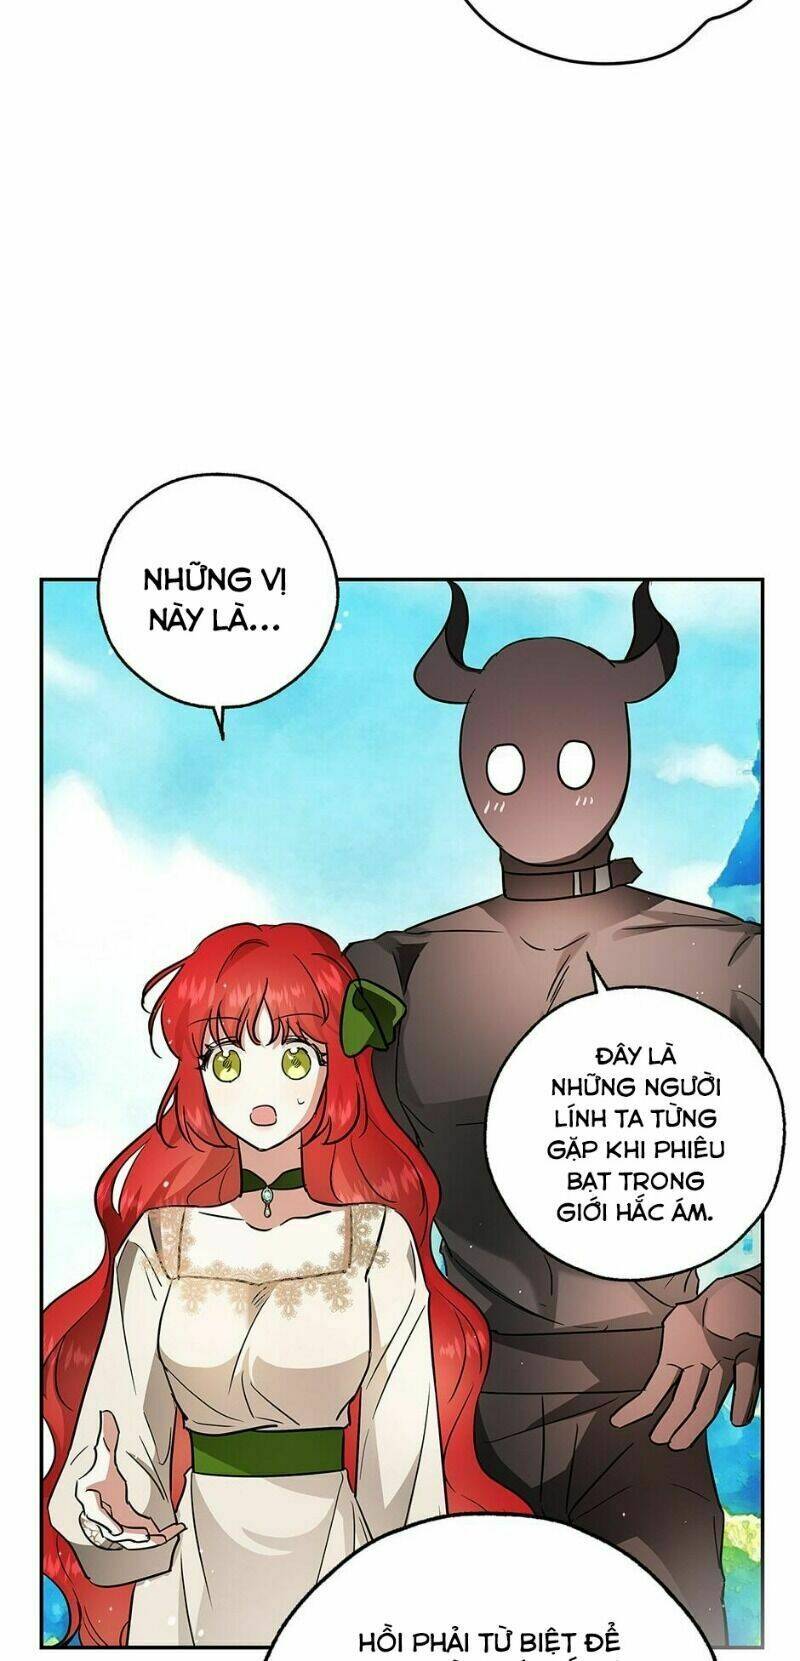 NHỮNG VỊ
NÀY LÀ...
ĐÂY LÀ
NHỮNG NGƯỜI
LÍNH TA TỪNG
GẶP KHI PHIÊU
BẠT TRONG
GIỚI HẮC ÁM.
HỒI PHẢI TỪ BIỆT ĐỂ